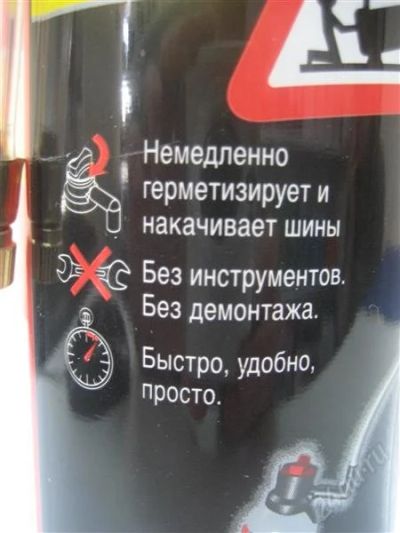 Немедленно
герметизирует и
накачивает шины
Без инструментов.
Без демонтажа.
Быстро, удобно,
просто.